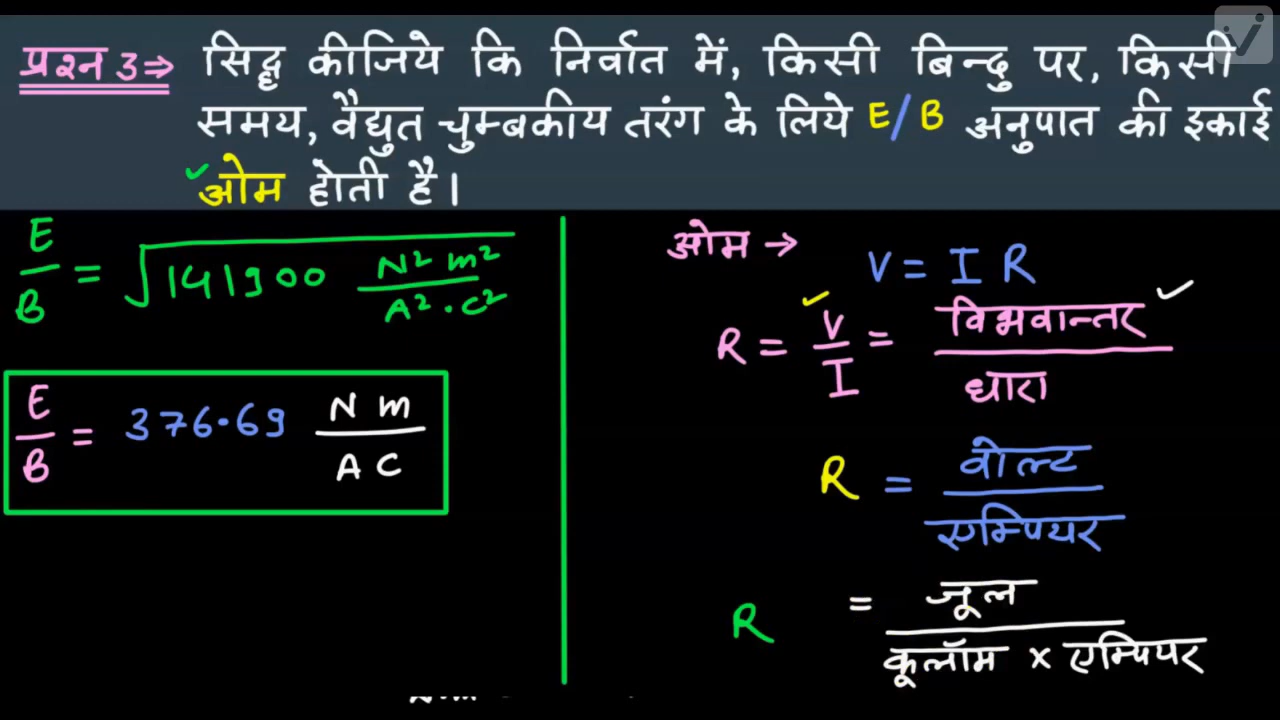 प्रश्न 3⇒ सिद्ध कीजिये कि निर्वात में, किसी बिन्दु पर, किसी
समय, वैद्युत चुम्बकीय तरंग के लिये E/B अनुपात की इकाई
✓ ओम होती है।
E/B = √141900 N² m²/A².C²
E/B = 376.69 N m/A C
ओम →
V = I R
R = V/I = विभवान्तर/धारा
R = वोल्ट/एम्पियर
R = जूल/कूलॉम × एम्पियर